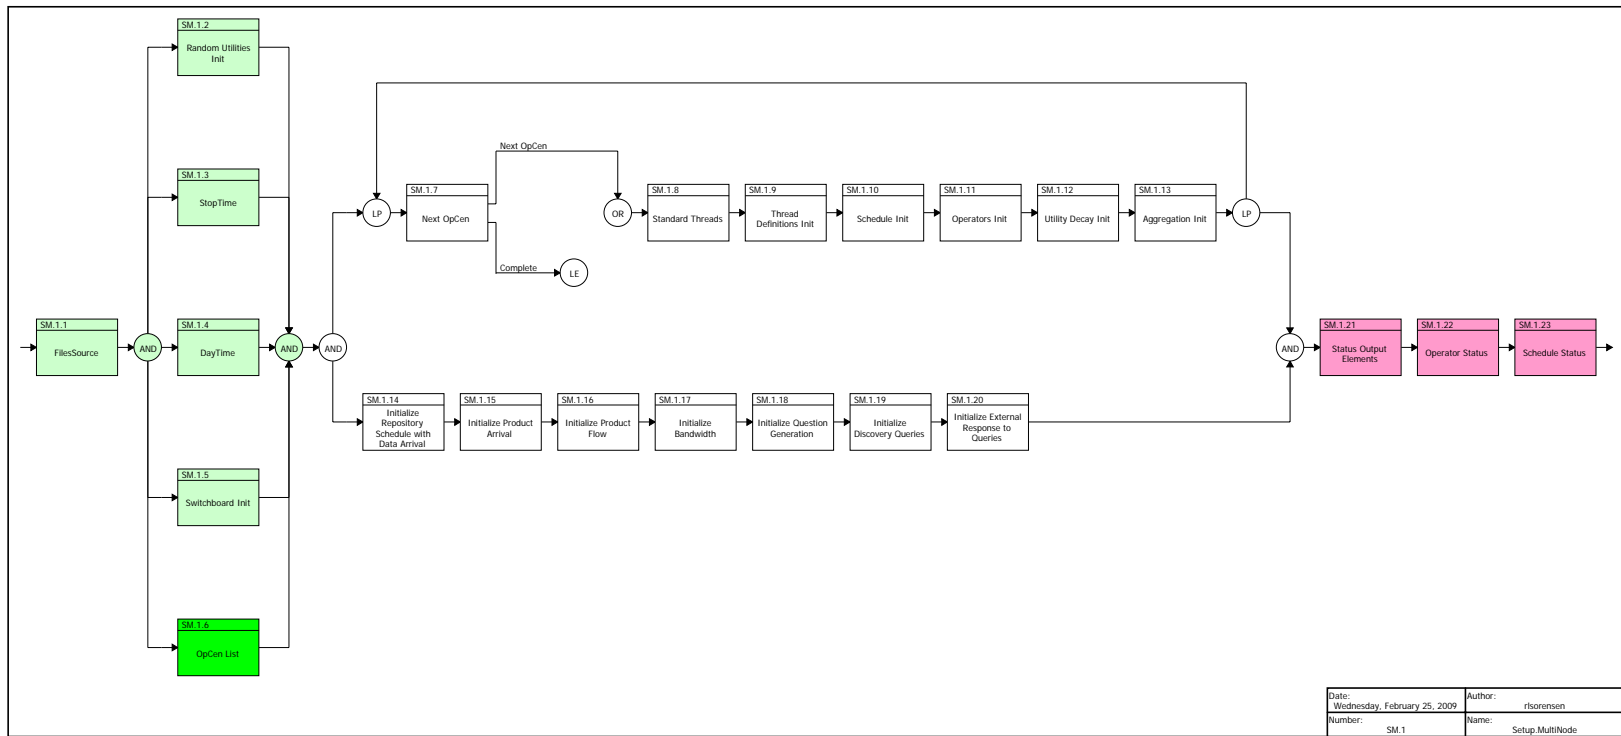 SM.1.2
Random Utilities
Init
SM.1.3
StopTime
SM.1.1
FilesSource
AND
SM.1.4
DayTime
AND
AND
SM.1.5
Switchboard Init
SM.1.6
OpCen List
LP
SM.1.7
Next OpCen
Next OpCen
Complete
LE
OR
SM.1.8
Standard Threads
SM.1.9
Thread
Definitions Init
SM.1.10
Schedule Init
SM.1.11
Operators Init
SM.1.12
Utility Decay Init
SM.1.13
Aggregation Init
LP
SM.1.14
Initialize
Repository
Schedule with
Data Arrival
SM.1.15
Initialize Product
Arrival
SM.1.16
Initialize Product
Flow
SM.1.17
Initialize
Bandwidth
SM.1.18
Initialize Question
Generation
SM.1.19
Initialize
Discovery Queries
SM.1.20
Initialize External
Response to
Queries
AND
SM.1.21
Status Output
Elements
SM.1.22
Operator Status
SM.1.23
Schedule Status
Date:
Wednesday, February 25, 2009
Author:
rlsorensen
Number:
SM.1
Name:
Setup.MultiNode